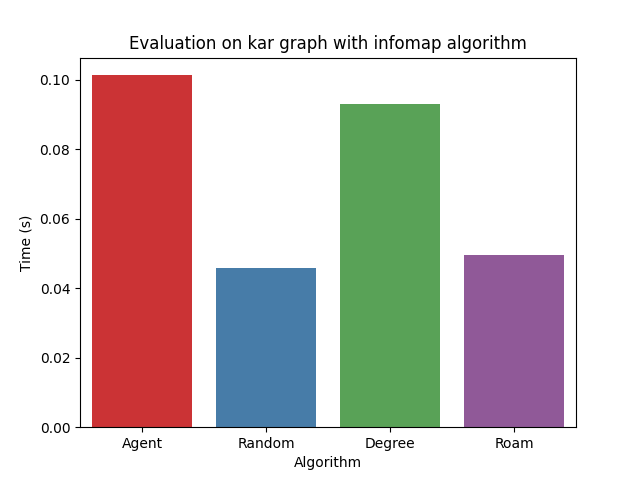 Evaluation on kar graph with infomap algorithm
Time (s)
0.10
0.08
0.06
0.04
0.02
0.00
Agent Random Degree Roam
Algorithm